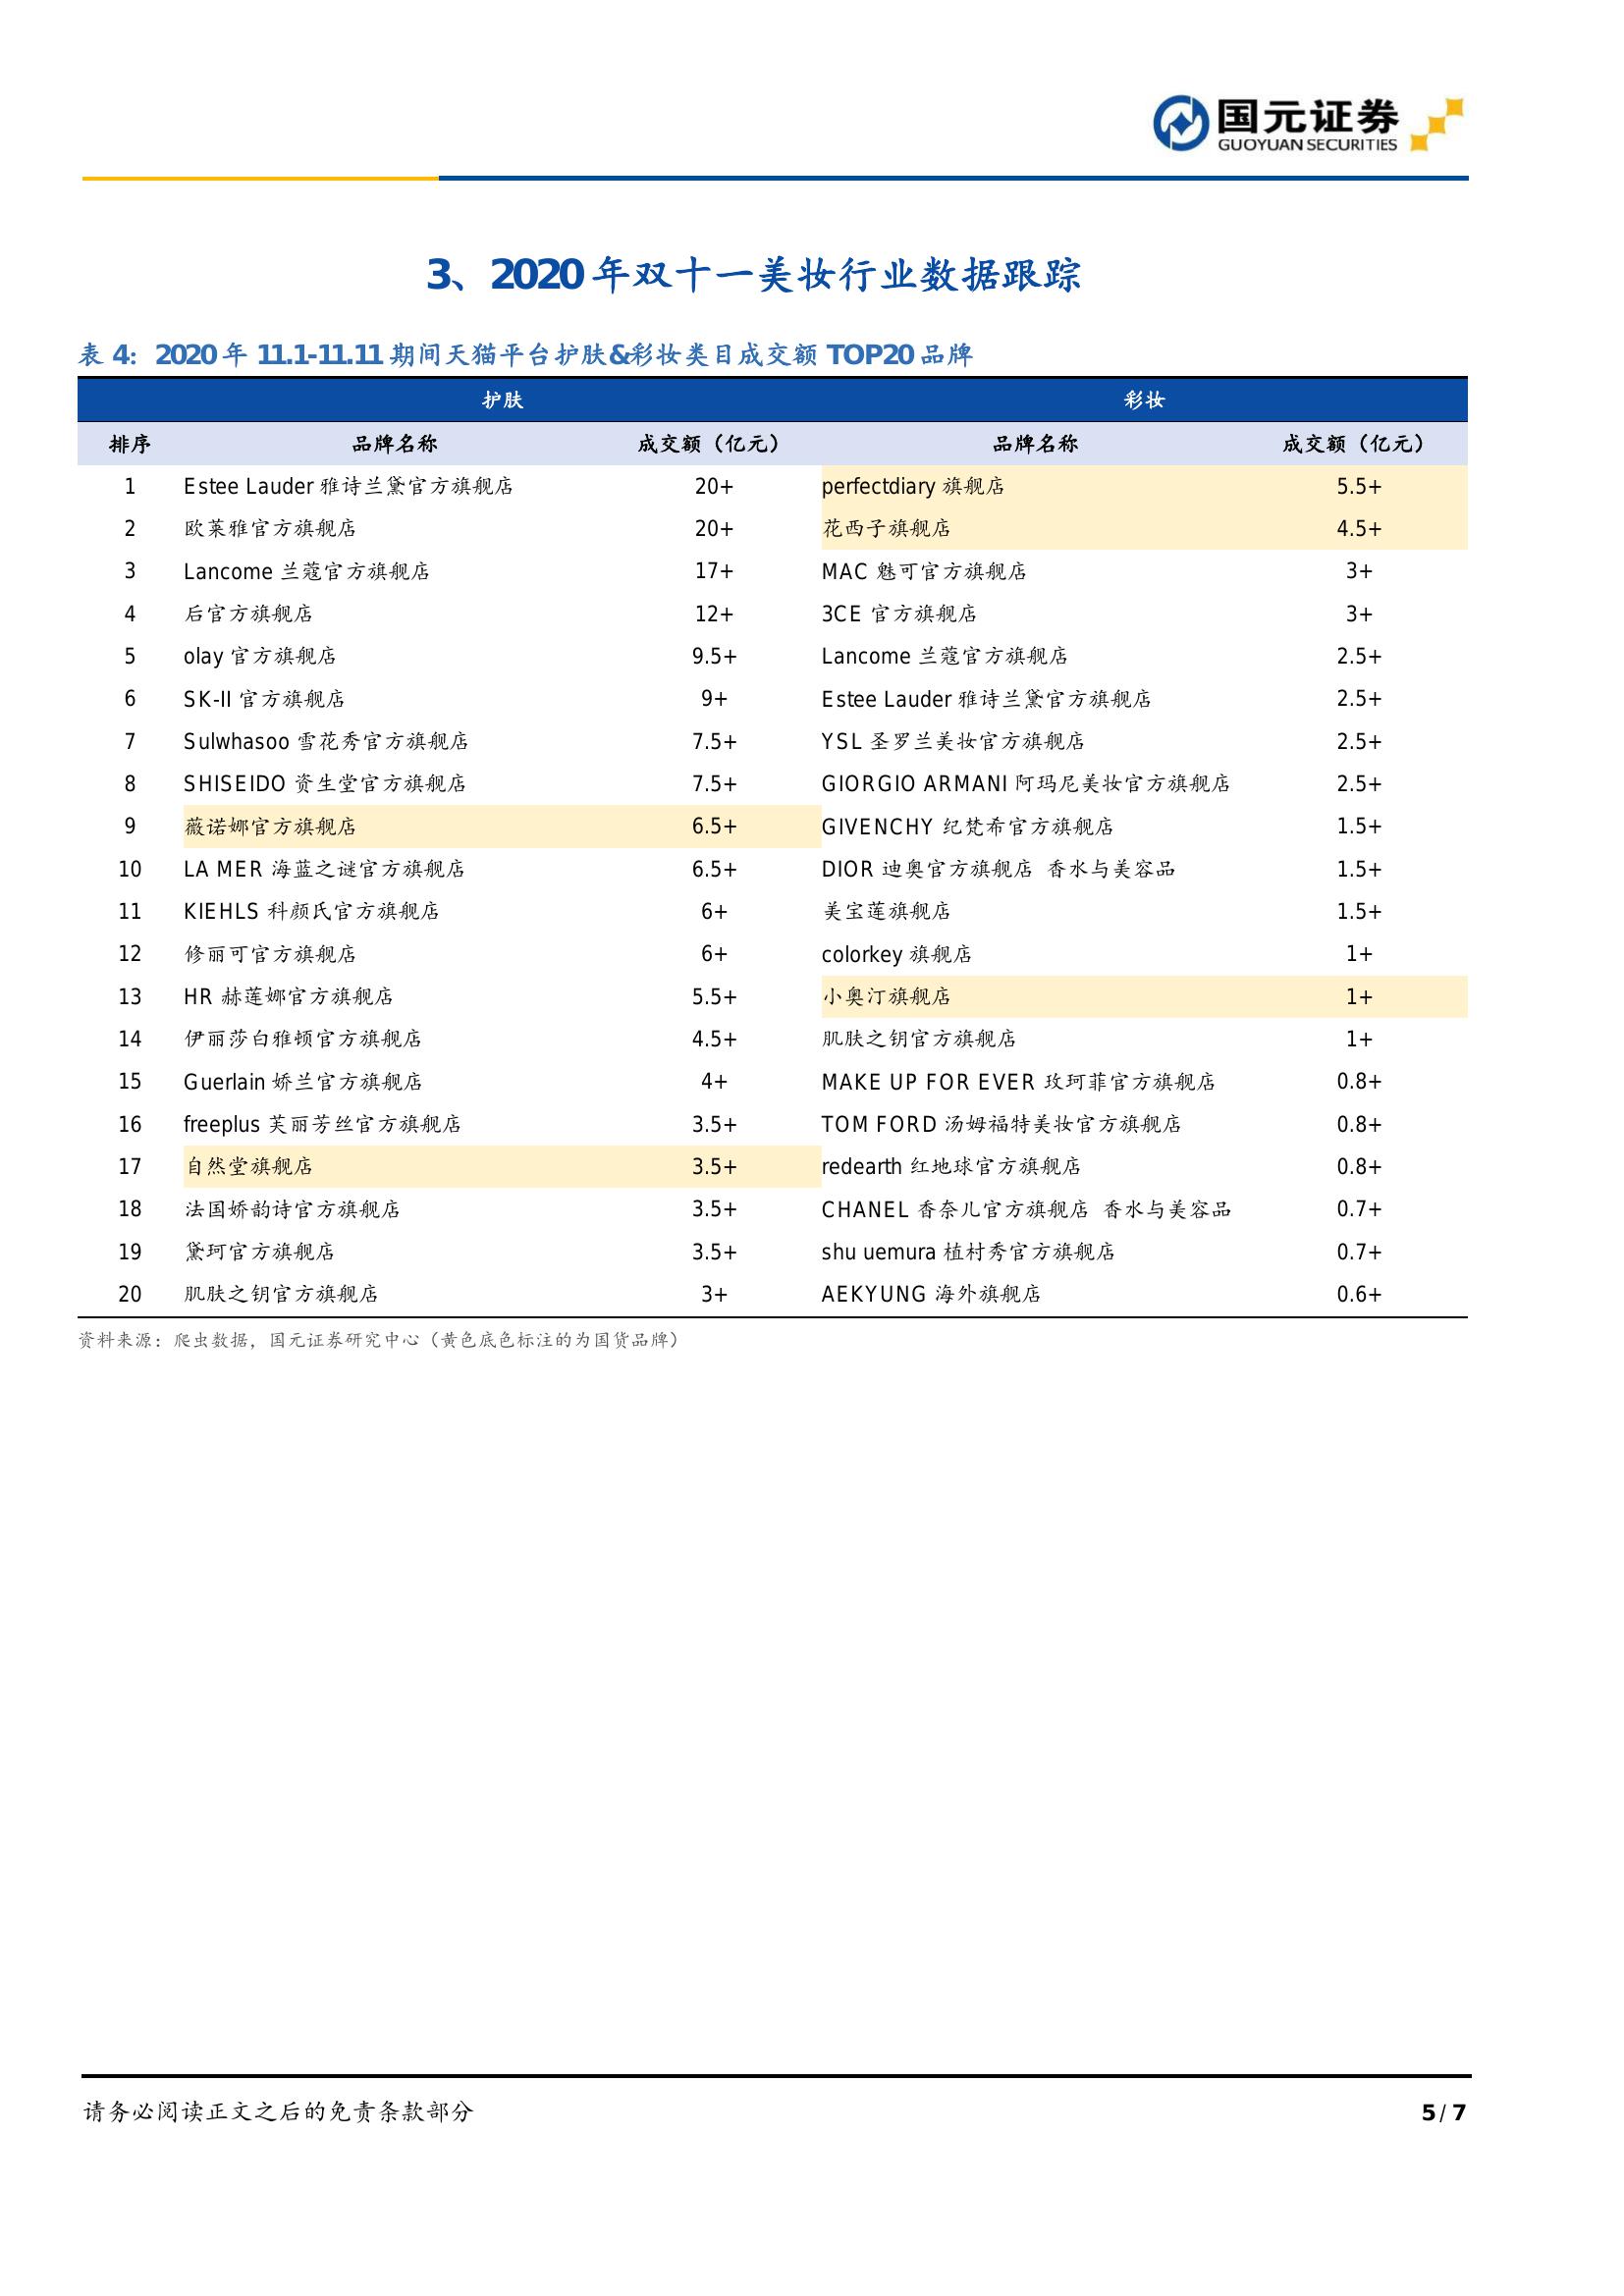 国元证券
GUOYUAN SECURITIES
3、2020 年双十一美妆行业数据跟踪
表 4：2020 年 11.1-11.11 期间天猫平台护肤&彩妆类目成交额 TOP20 品牌
护肤 彩妆
排序 品牌名称 成交额（亿元） 品牌名称 成交额（亿元）
1 Estee Lauder 雅诗兰黛官方旗舰店 20+ perfectdiary 旗舰店 5.5+
2 欧莱雅官方旗舰店 20+ 花西子旗舰店 4.5+
3 Lancome 兰蔻官方旗舰店 17+ MAC 魅可官方旗舰店 3+
4 后官方旗舰店 12+ 3CE 官方旗舰店 3+
5 olay 官方旗舰店 9.5+ Lancome 兰蔻官方旗舰店 2.5+
6 SK-II 官方旗舰店 9+ Estee Lauder 雅诗兰黛官方旗舰店 2.5+
7 Sulwhasoo 雪花秀官方旗舰店 7.5+ YSL 圣罗兰美妆官方旗舰店 2.5+
8 SHISEIDO 资生堂官方旗舰店 7.5+ GIORGIO ARMANI 阿玛尼美妆官方旗舰店 2.5+
9 薇诺娜官方旗舰店 6.5+ GIVENCHY 纪梵希官方旗舰店 1.5+
10 LA MER 海蓝之谜官方旗舰店 6.5+ DIOR 迪奥官方旗舰店 香水与美容品 1.5+
11 KIEHLS 科颜氏官方旗舰店 6+ 美宝莲旗舰店 1.5+
12 修丽可官方旗舰店 6+ colorkey 旗舰店 1+
13 HR 赫莲娜官方旗舰店 5.5+ 小奥汀旗舰店 1+
14 伊丽莎白雅顿官方旗舰店 4.5+ 肌肤之钥官方旗舰店 1+
15 Guerlain 娇兰官方旗舰店 4+ MAKE UP FOR EVER 玫珂菲官方旗舰店 0.8+
16 freeplus 芙丽芳丝官方旗舰店 3.5+ TOM FORD 汤姆福特美妆官方旗舰店 0.8+
17 自然堂旗舰店 3.5+ redearth 红地球官方旗舰店 0.8+
18 法国娇韵诗官方旗舰店 3.5+ CHANEL 香奈儿官方旗舰店 香水与美容品 0.7+
19 黛珂官方旗舰店 3.5+ shu uemura 植村秀官方旗舰店 0.7+
20 肌肤之钥官方旗舰店 3+ AEKYUNG 海外旗舰店 0.6+
资料来源：爬虫数据，国元证券研究中心（黄色底色标注的为国货品牌）
请务必阅读正文之后的免责条款部分 5 / 7